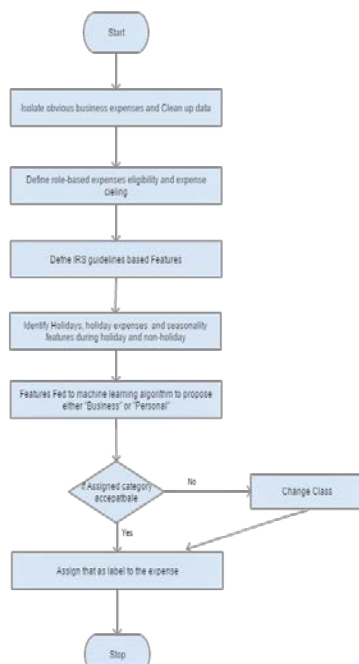 Start
Isolate obvious business expenses and Clean up data
Define role-based expenses eligibility and expense
cieling
Defne IRS guidelines based Features
Identify Holidays, holiday expenses and seasonality
features during holiday and non-holiday
Features Fed to machine learning algorithm to propose
either "Business" or "Personal"
If Assigned category
accepatbale
No
Change Class
Yes
Assign that as label to the expense
Stop